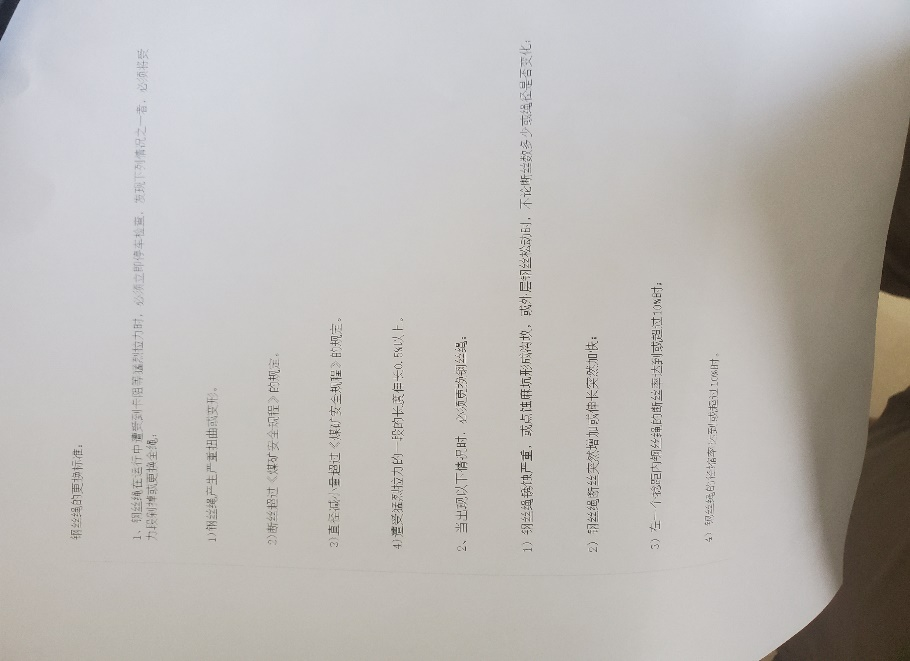 钢丝绳的更换标准：
1、钢丝绳在运行中遭受到卡阻等猛烈拉力时，必须立即停车检查，发现下列情况之一者，必须将受
力段剁掉或更换全绳：
1)钢丝绳产生严重扭曲或变形。
2)断丝超过《煤矿安全规程》的规定。
3)直径减小量超过《煤矿安全规程》的规定。
4)遭受猛烈拉力的一段的长度伸长0.5%以上。
2、当出现以下情况时，必须更换钢丝绳：
1) 钢丝绳锈蚀严重，或点蚀麻坑形成沟纹，或外层钢丝松动时，不论断丝数多少或绳径是否变化；
2) 钢丝绳断丝突然增加或伸长突然加快；
3) 在一个捻距内钢丝绳的断丝率达到或超过10%时；
4) 钢丝绳的径缩率达到或超过10%时。